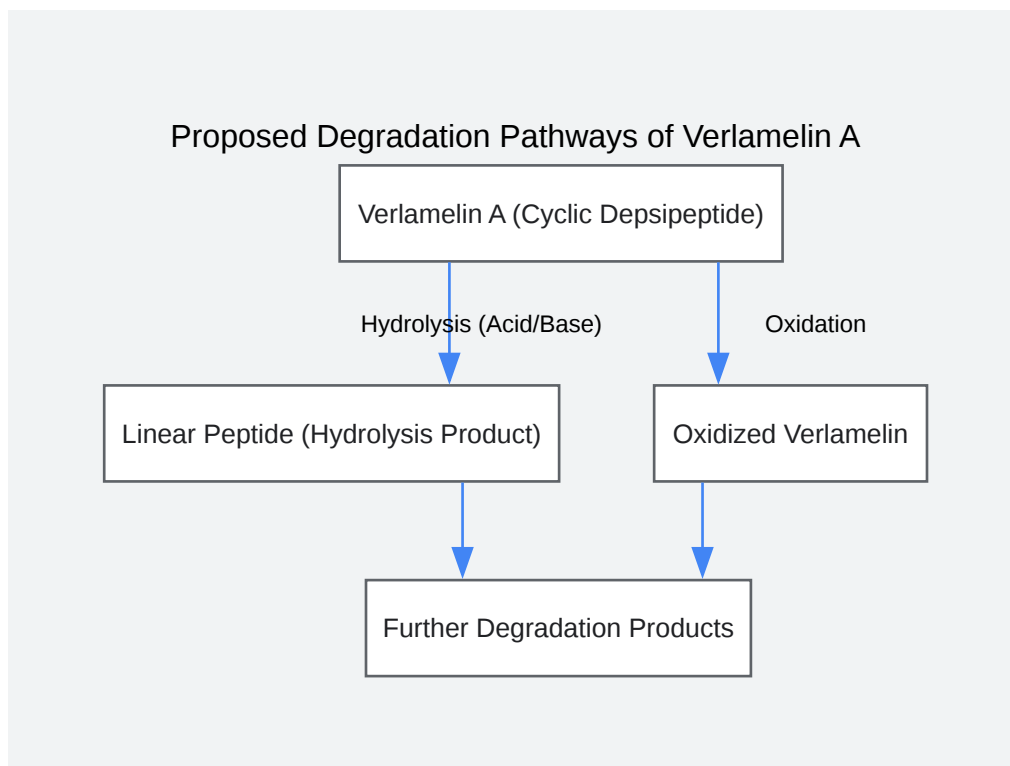 Proposed Degradation Pathways of Verlamelin A
Verlamelin A (Cyclic Depsipeptide)
Hydrolysis (Acid/Base)
Oxidation
Linear Peptide (Hydrolysis Product)
Oxidized Verlamelin
Further Degradation Products